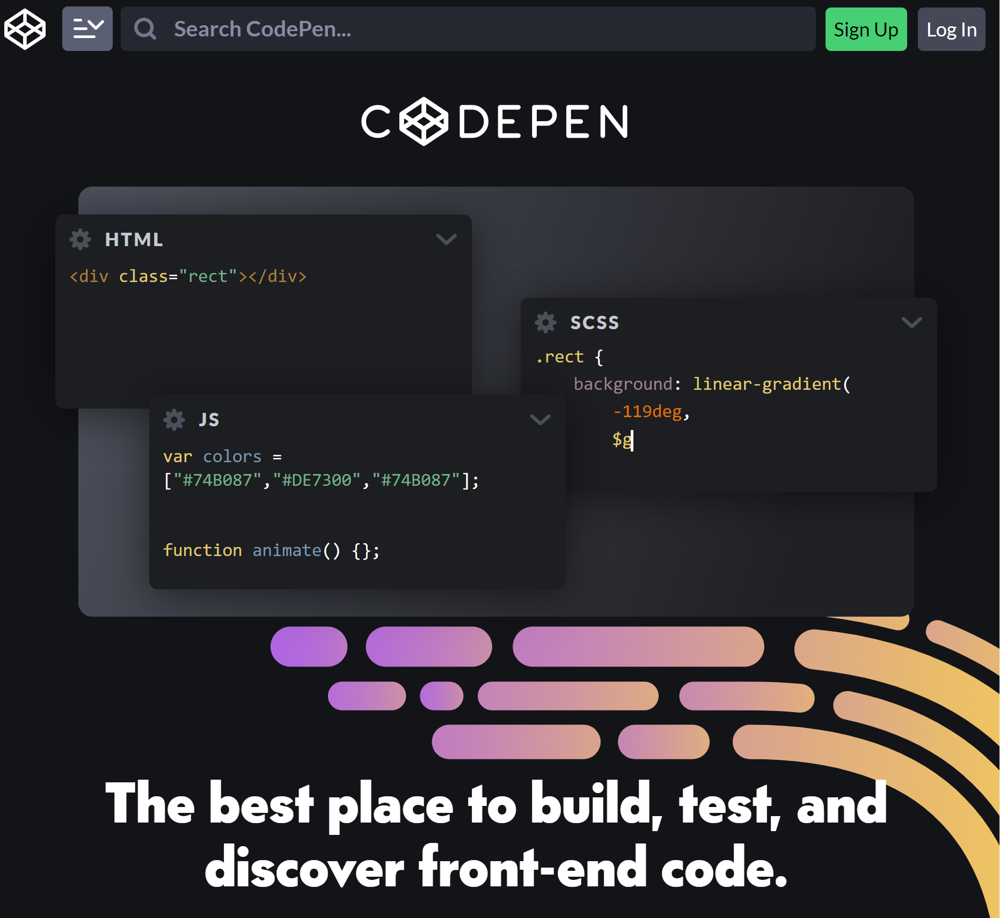 Search CodePen...
Sign Up
Log In
CODEPEN
HTML
<div class="rect"></div>
SCSS
.rect {
background: linear-gradient(
-119deg,
$g
JS
var colors =
["#74B087","#DE7300","#74B087"];
function animate() {};
The best place to build, test, and
discover front-end code.